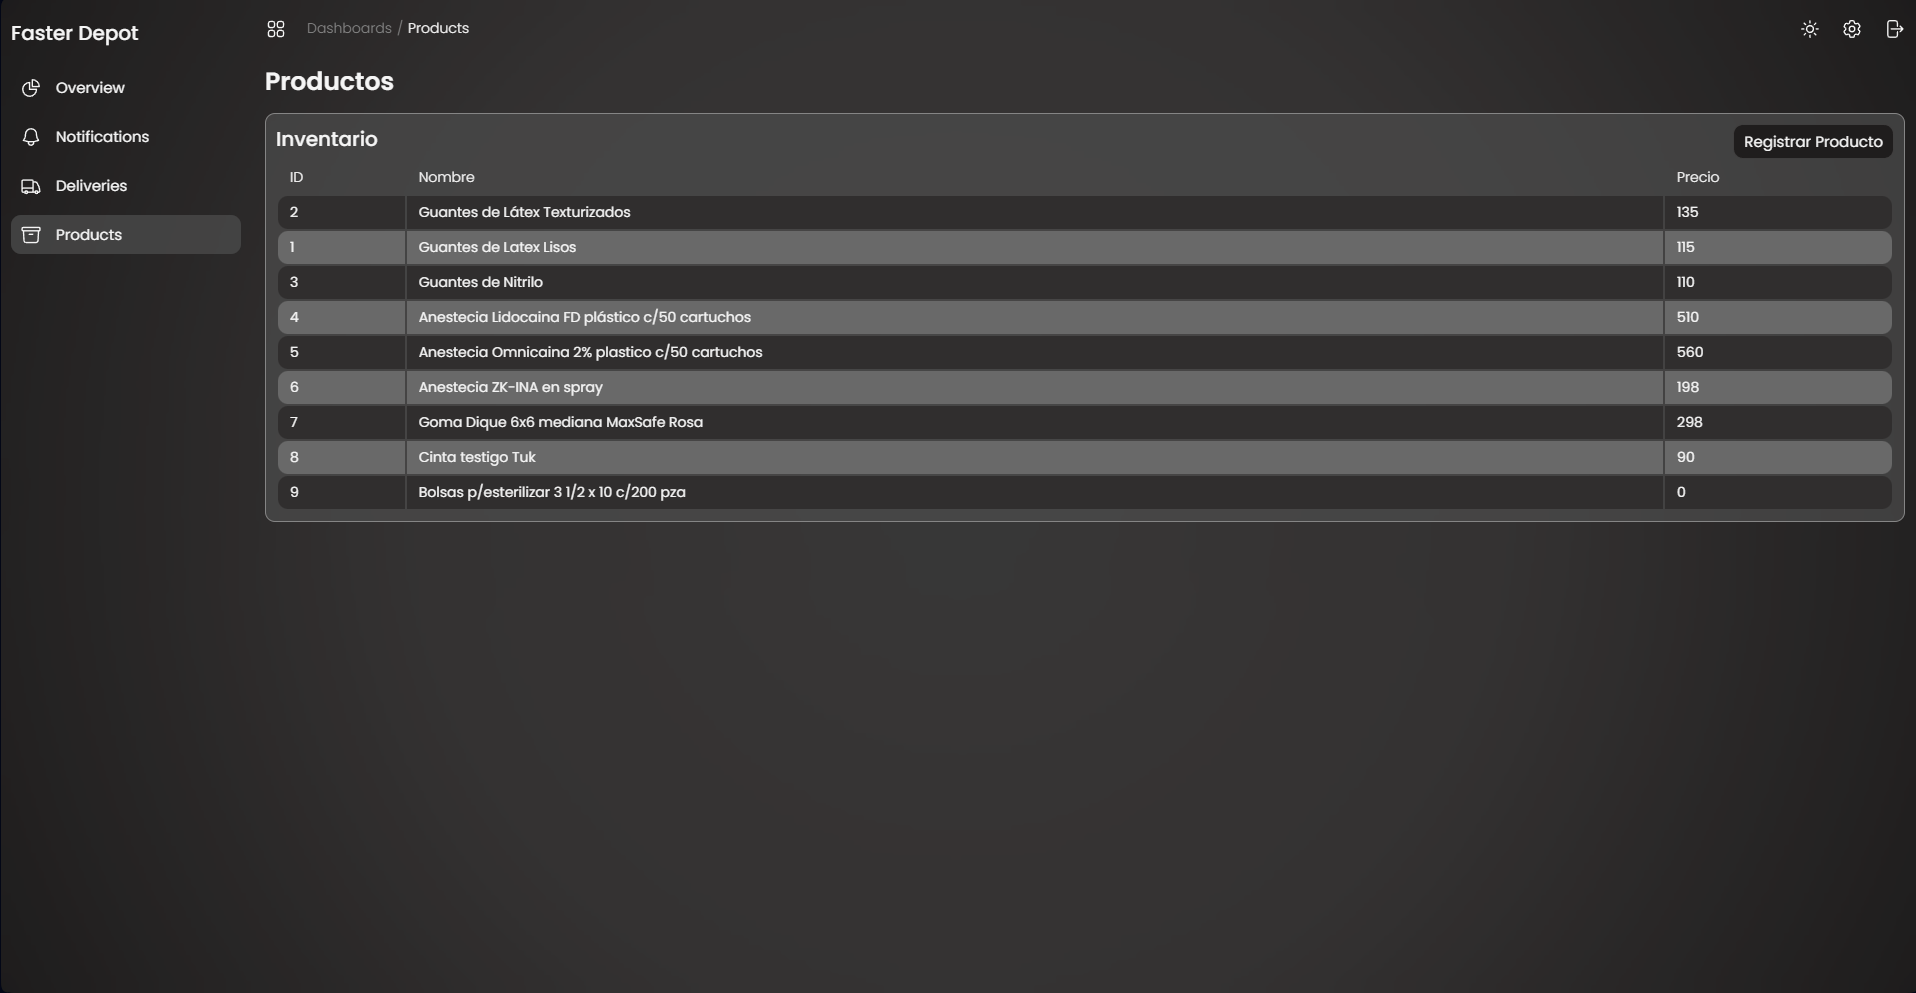 Faster Depot
Overview
Notifications
Deliveries
Products
Dashboards / Products
Productos
Inventario
Registrar Producto
ID Nombre Precio
2 Guantes de Látex Texturizados 135
1 Guantes de Latex Lisos 115
3 Guantes de Nitrilo 110
4 Anestecia Lidocaina FD plástico c/50 cartuchos 510
5 Anestecia Omnicaina 2% plastico c/50 cartuchos 560
6 Anestecia ZK-INA en spray 198
7 Goma Dique 6x6 mediana MaxSafe Rosa 298
8 Cinta testigo Tuk 90
9 Bolsas p/esterilizar 3 1/2 x 10 c/200 pza 0